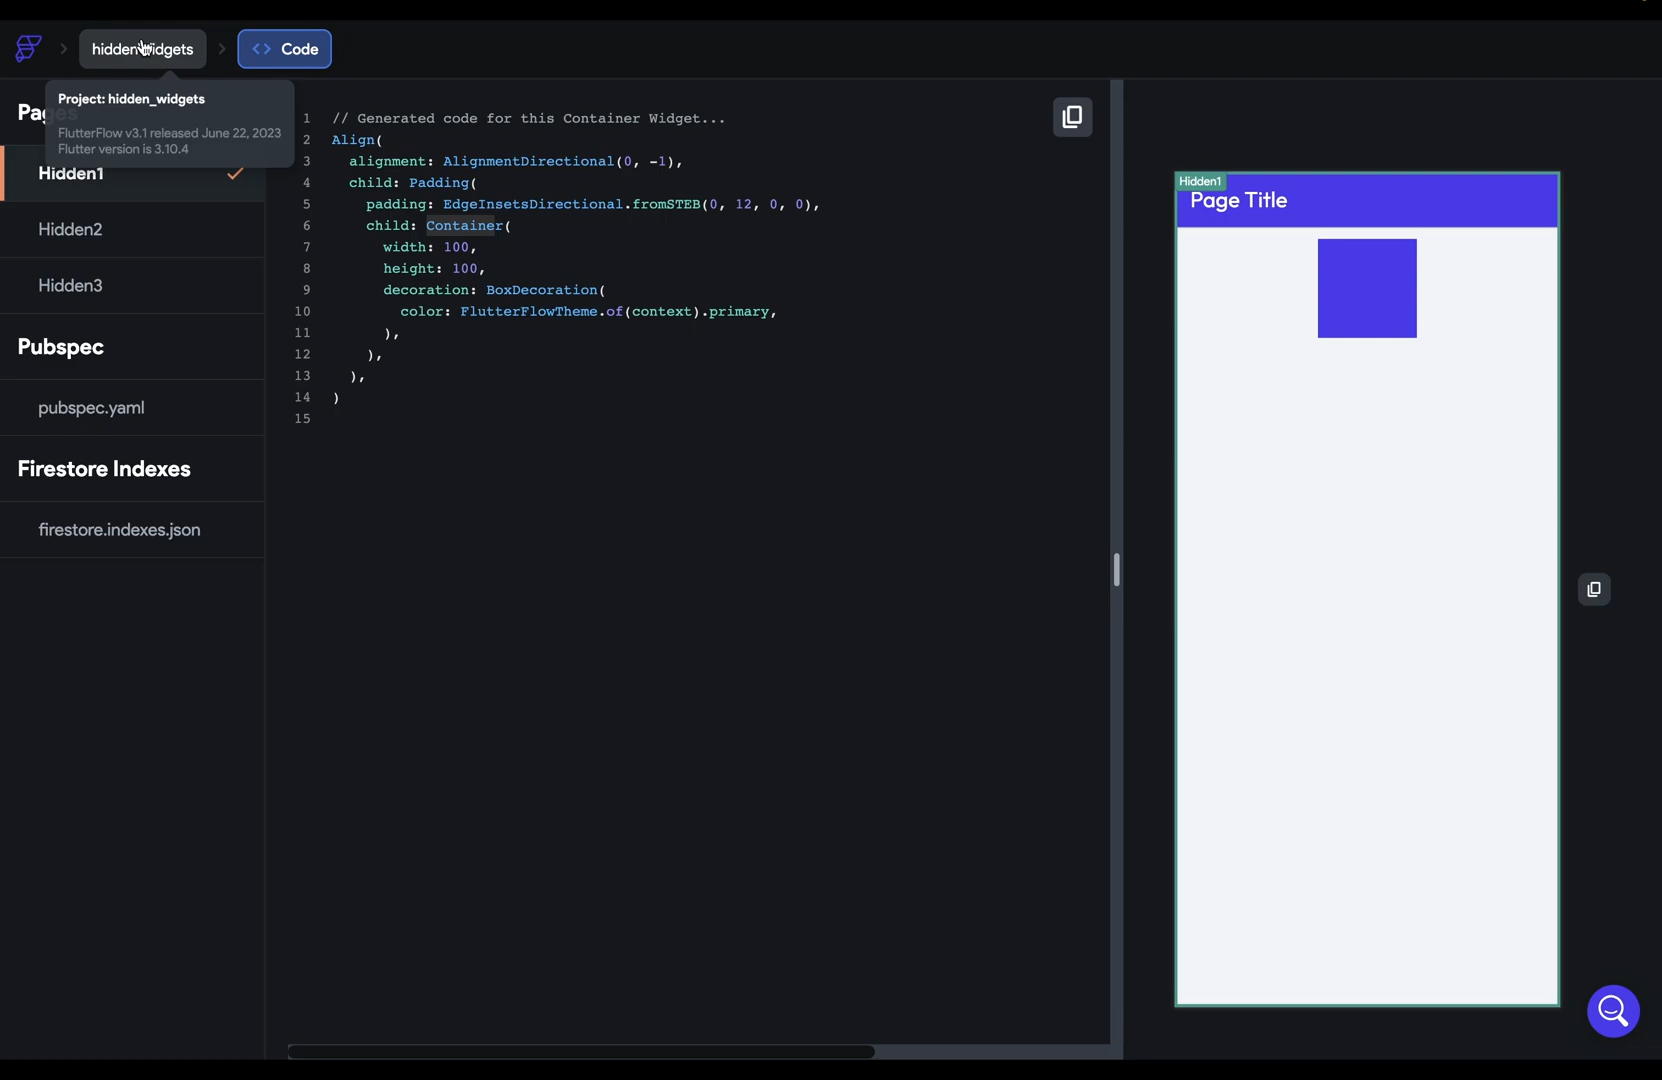 hidden_widgets
<> Code
Project: hidden_widgets
FlutterFlow v3.1 released June 22, 2023
Flutter version is 3.10.4
Pages
Hidden1
Hidden2
Hidden3
Pubspec
pubspec.yaml
Firestore Indexes
firestore.indexes.json
1 // Generated code for this Container Widget...
2 Align(
3 alignment: AlignmentDirectional(0, -1),
4 child: Padding(
5 padding: EdgeInsetsDirectional.fromSTEB(0, 12, 0, 0),
6 child: Container(
7 width: 100,
8 height: 100,
9 decoration: BoxDecoration(
10 color: FlutterFlowTheme.of(context).primary,
11 ),
12 ),
13 ),
14 )
15
Hidden1
Page Title